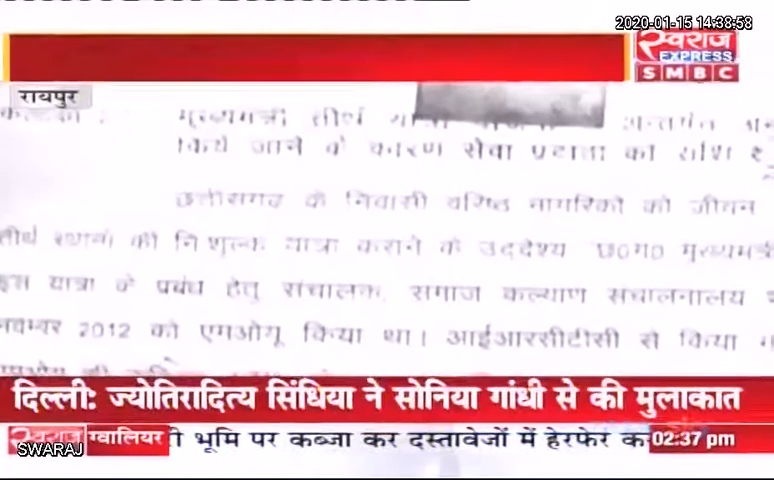 2020-01-15 14:38:58
स्वराज
EXPRESS
SMBC
रायपुर
मुख्यमंत्री तीर्थ
किये जाने के कारण सेवा प्रदाता को राशि
छत्तीसगढ के निवासी वरिष्ठ नागरिकों को जीवन
तीर्थ स्थानों की निःशुल्क यात्रा कराने के उद्देश्य छ0ग0 मुख्यमंत्री
इस यात्रा के प्रबंध हेतु संचालक, समाज कल्याण संचालनालय
नवम्बर 2012 को एमओयू किया था। आईआरसीटीसी से किया
दिल्ली: ज्योतिरादित्य सिंधिया ने सोनिया गांधी से की मुलाकात
स्वराज ग्वालियर भूमि पर कब्जा कर दस्तावेजों में हेरफेर 02:37 pm
SWARAJ